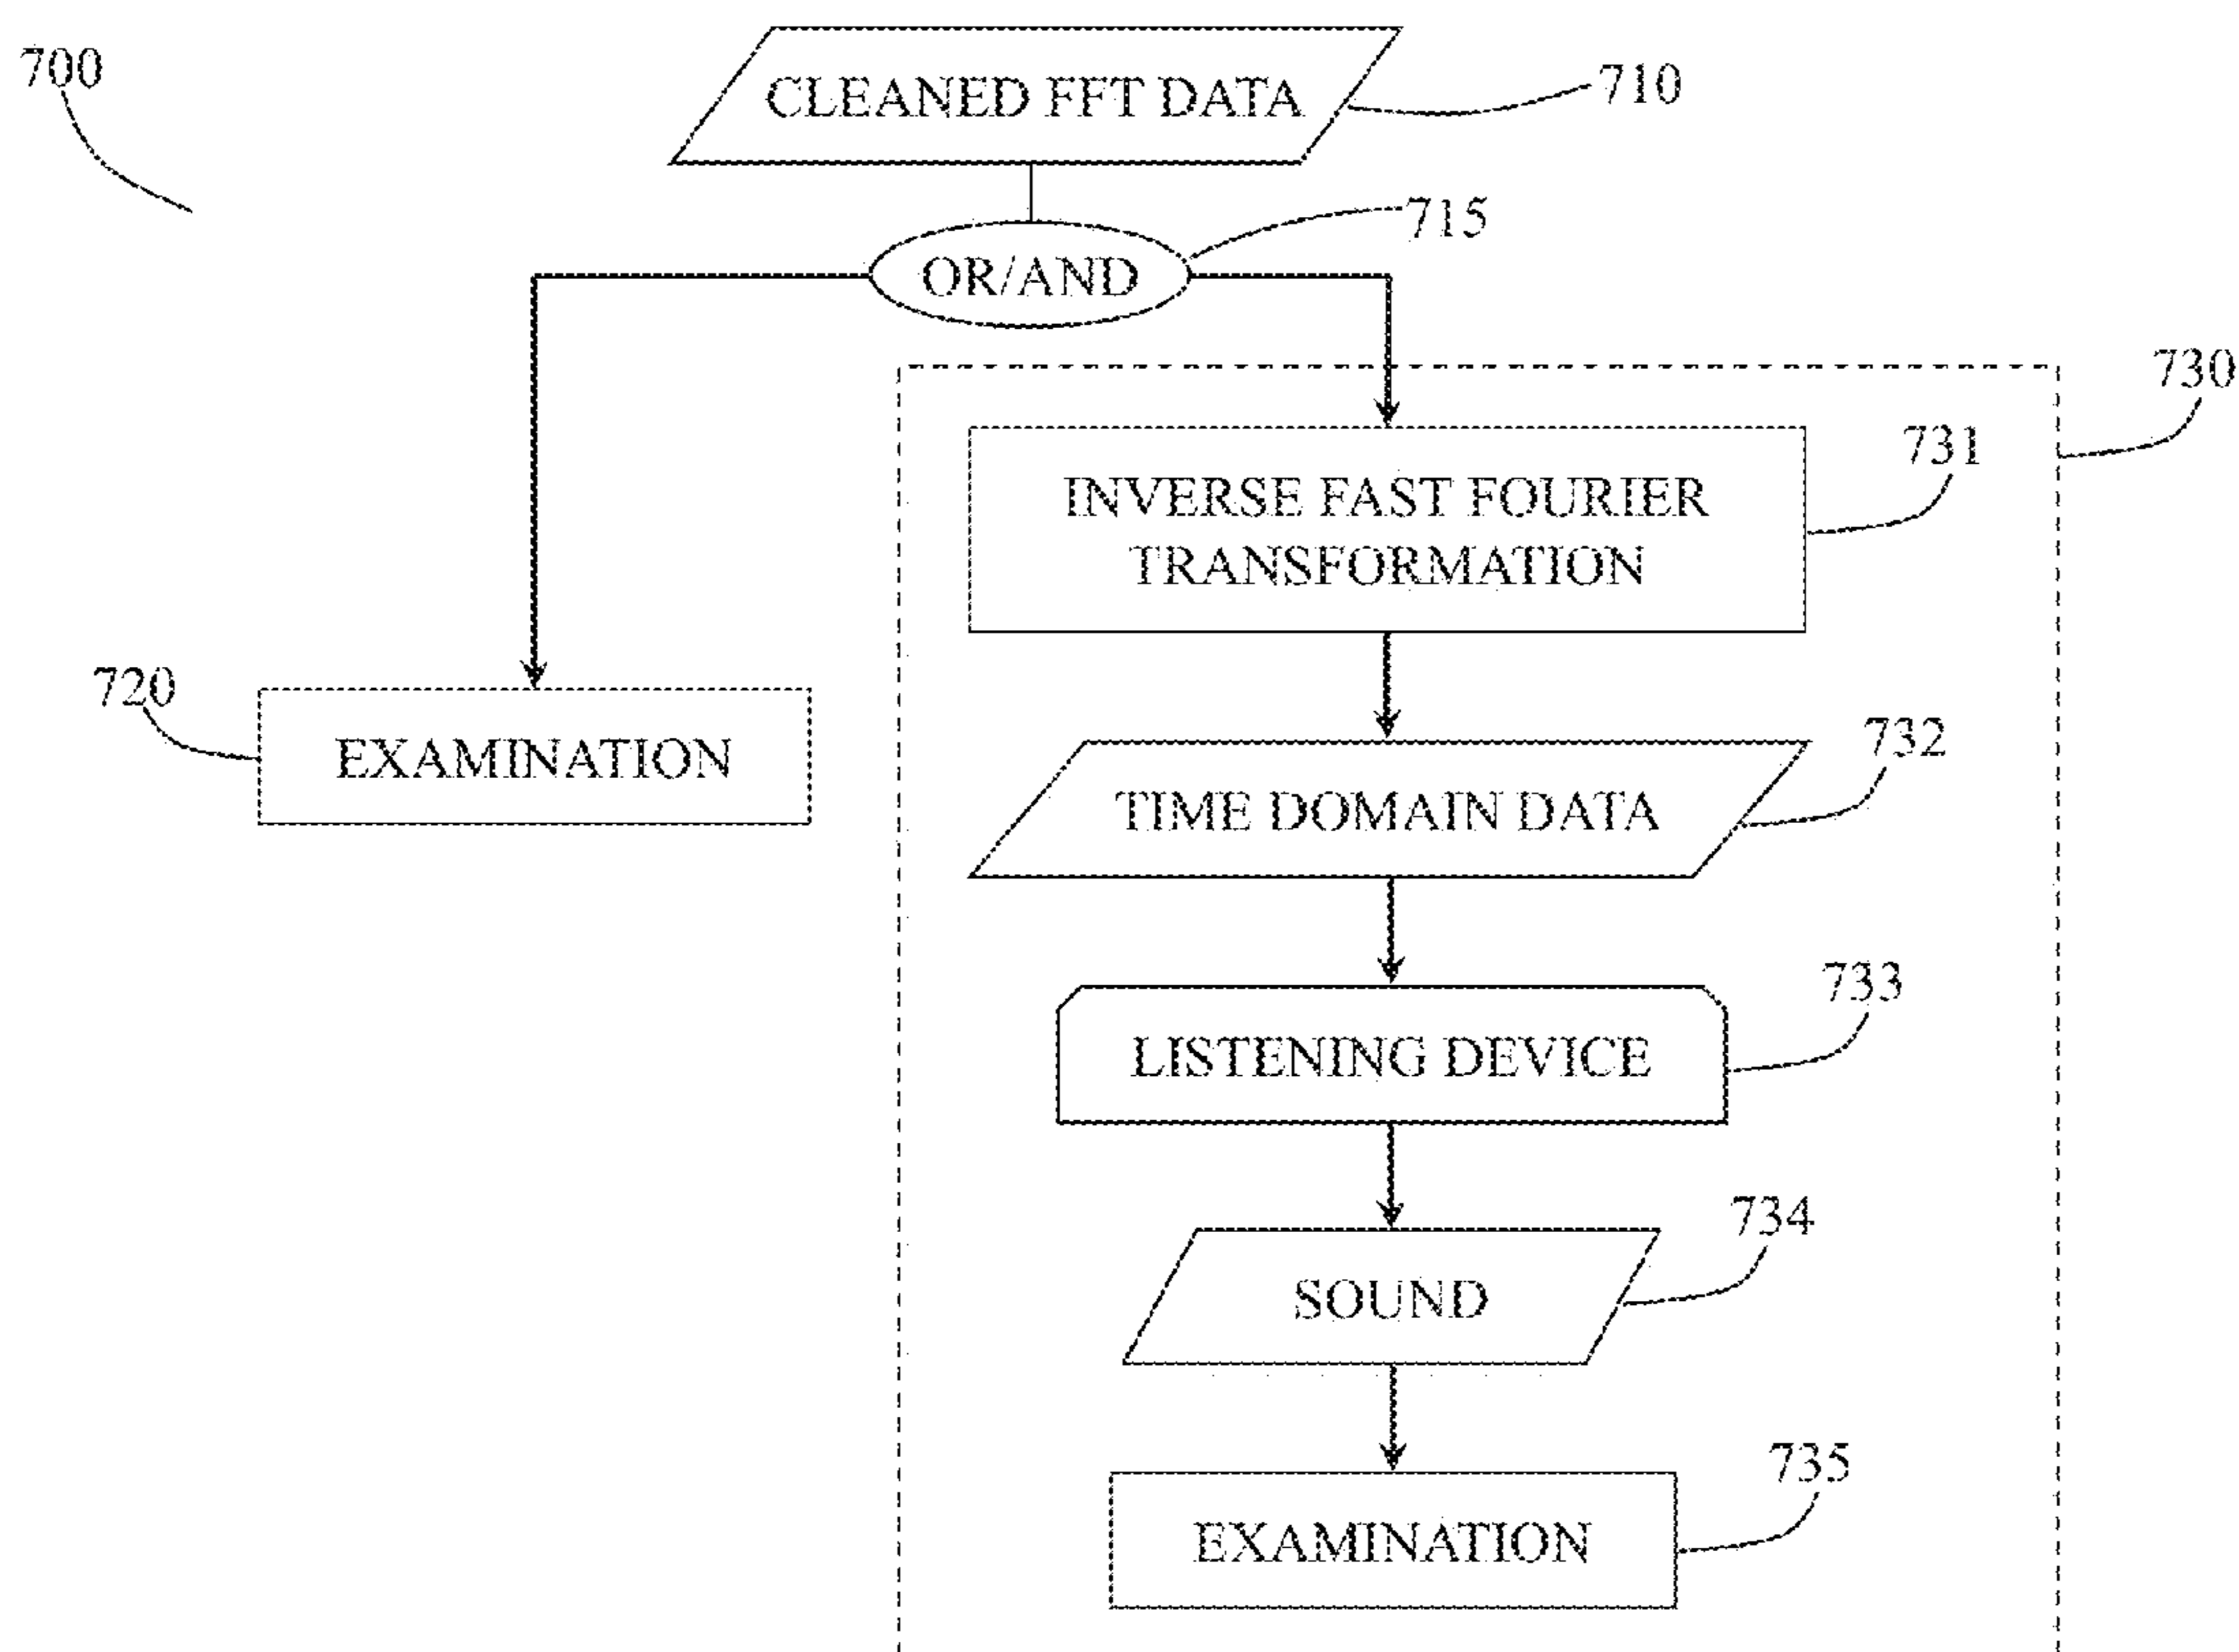 700
CLEANED FFT DATA
710
715
OR/AND
730
731
INVERSE FAST FOURIER
TRANSFORMATION
720
EXAMINATION
732
TIME DOMAIN DATA
733
LISTENING DEVICE
734
SOUND
735
EXAMINATION